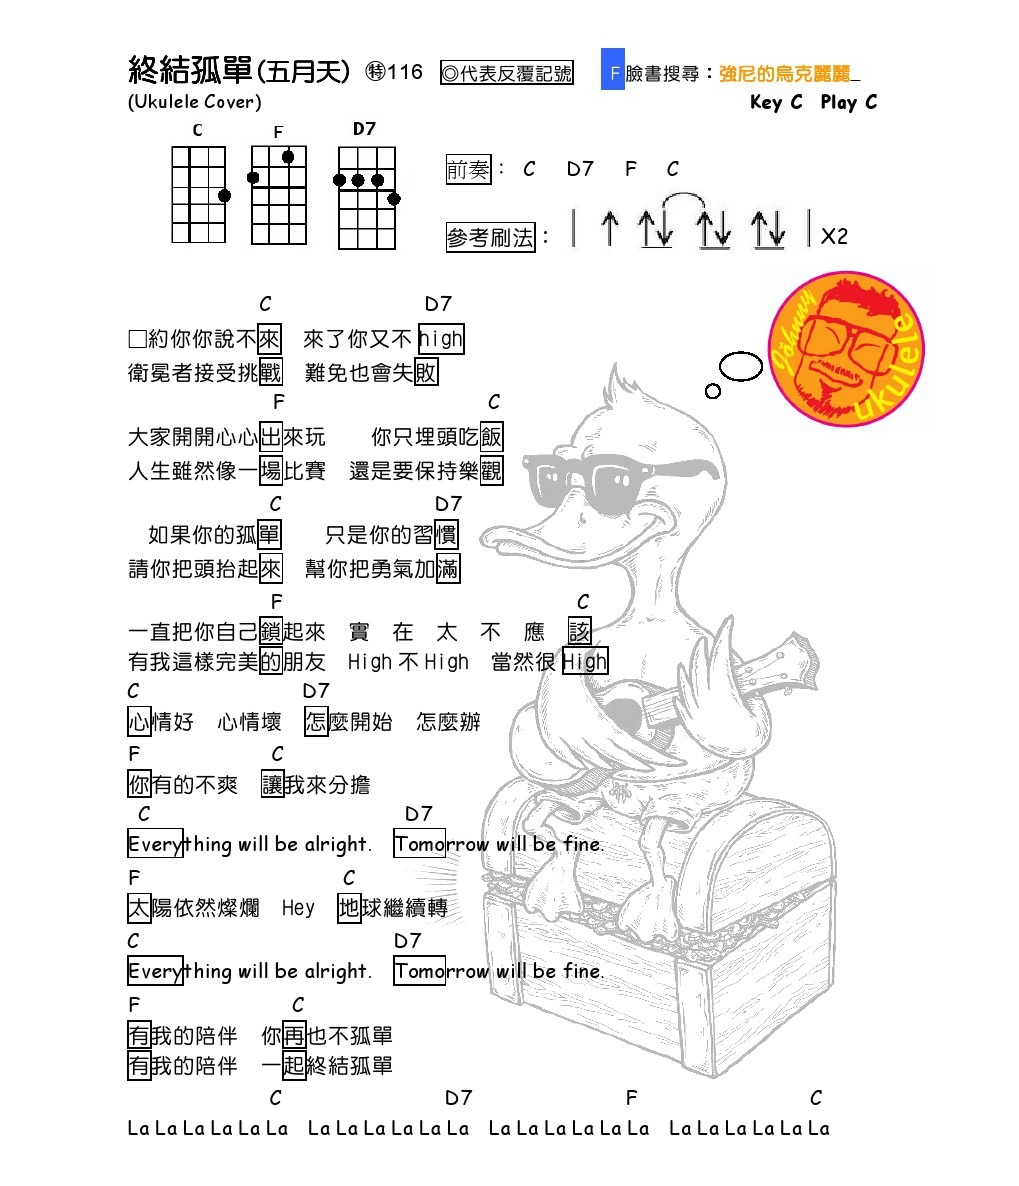 終結孤單(五月天) ㊕116 ◎代表反覆記號 F臉書搜尋：強尼的烏克麗麗_
(Ukulele Cover) Key C Play C
C F D7
前奏： C D7 F C
參考刷法： X2
Johnny ukulele
C D7
□約你你說不來 來了你又不 high
衛冕者接受挑戰 難免也會失敗
F C
大家開開心心出來玩 你只埋頭吃飯
人生雖然像一場比賽 還是要保持樂觀
C D7
如果你的孤單 只是你的習慣
請你把頭抬起來 幫你把勇氣加滿
F C
一直把你自己鎖起來 實 在 太 不 應 該
有我這樣完美的朋友 High 不 High 當然很 High
C D7
心情好 心情壞 怎麼開始 怎麼辦
F C
你有的不爽 讓我來分擔
C D7
Everything will be alright. Tomorrow will be fine.
F C
太陽依然燦爛 Hey 地球繼續轉
C D7
Everything will be alright. Tomorrow will be fine.
F C
有我的陪伴 你再也不孤單
有我的陪伴 一起終結孤單
C D7 F C
La La La La La La La La La La La La La La La La La La La La La La La La